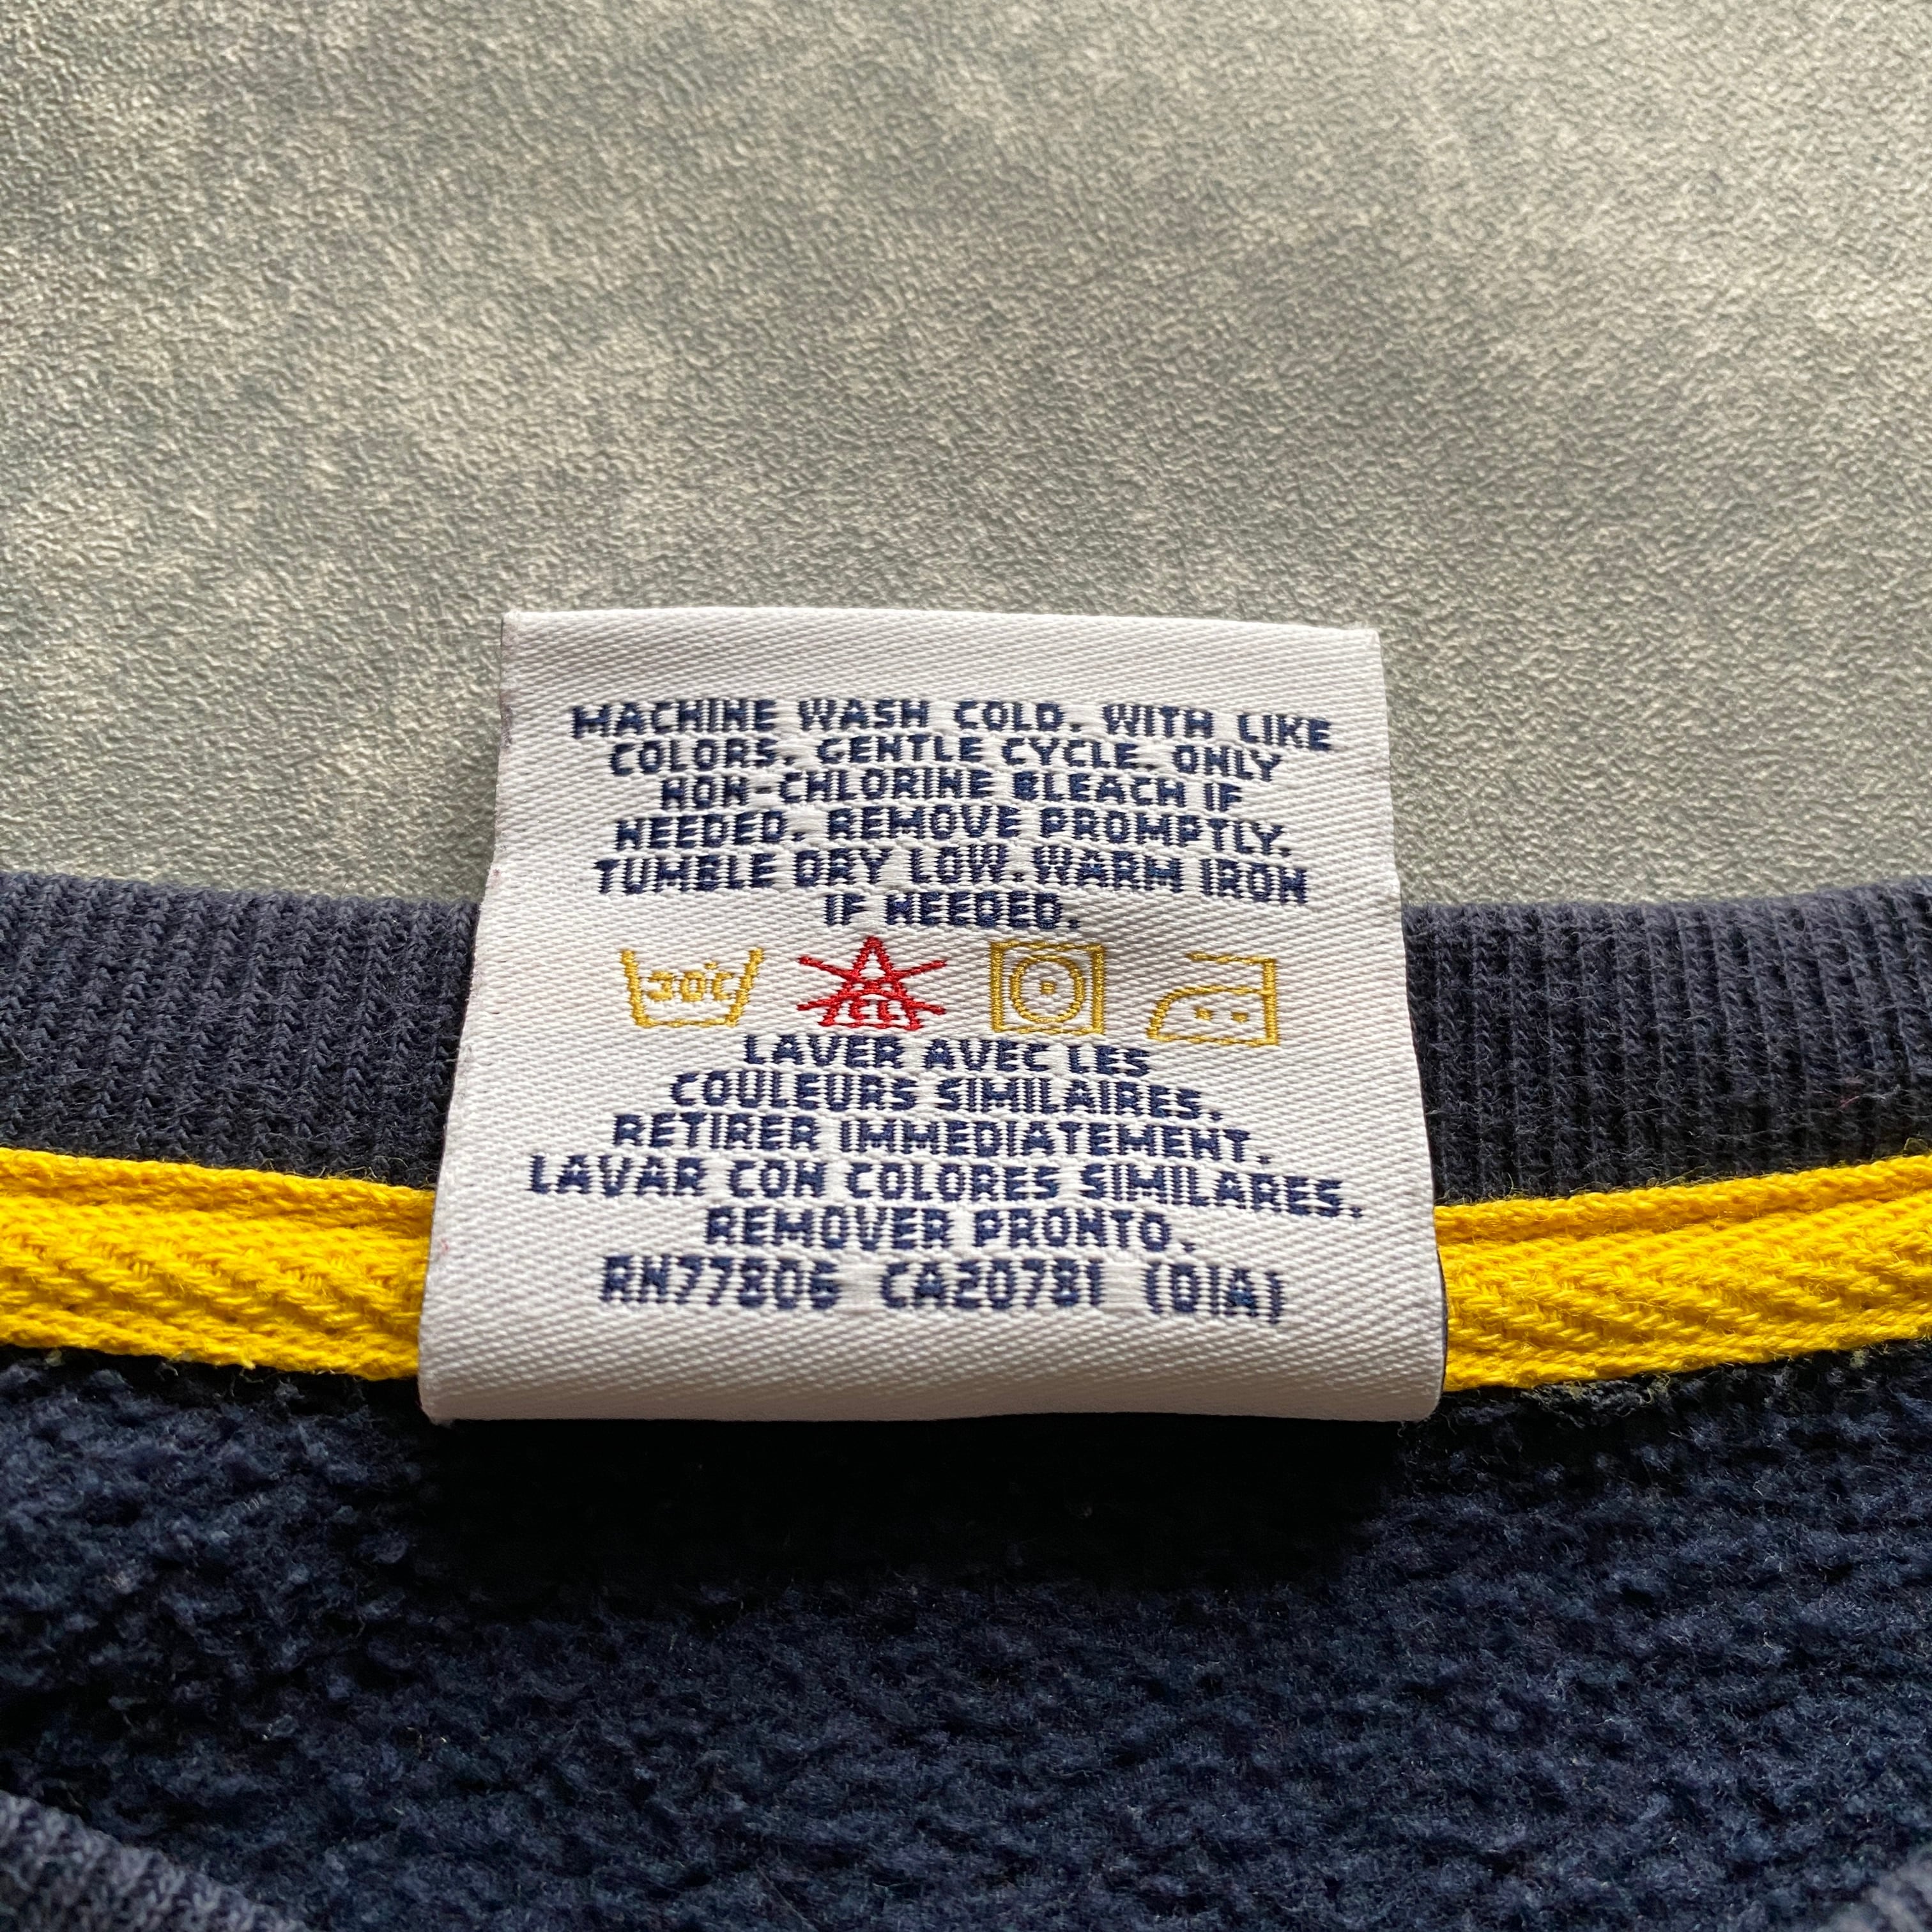 MACHINE WASH COLD, WITH LIKE
COLORS, GENTLE CYCLE. ONLY
NON-CHLORINE BLEACH IF
NEEDED. REMOVE PROMPTLY.
TUMBLE DRY LOW. WARM IRON
IF NEEDED.
30°C CL
LAVER AVEC LES
COULEURS SIMILAIRES.
RETIRER IMMEDIATEMENT.
LAVAR CON COLORES SIMILARES.
REMOVER PRONTO.
RN77806 CA20781 (DIA)